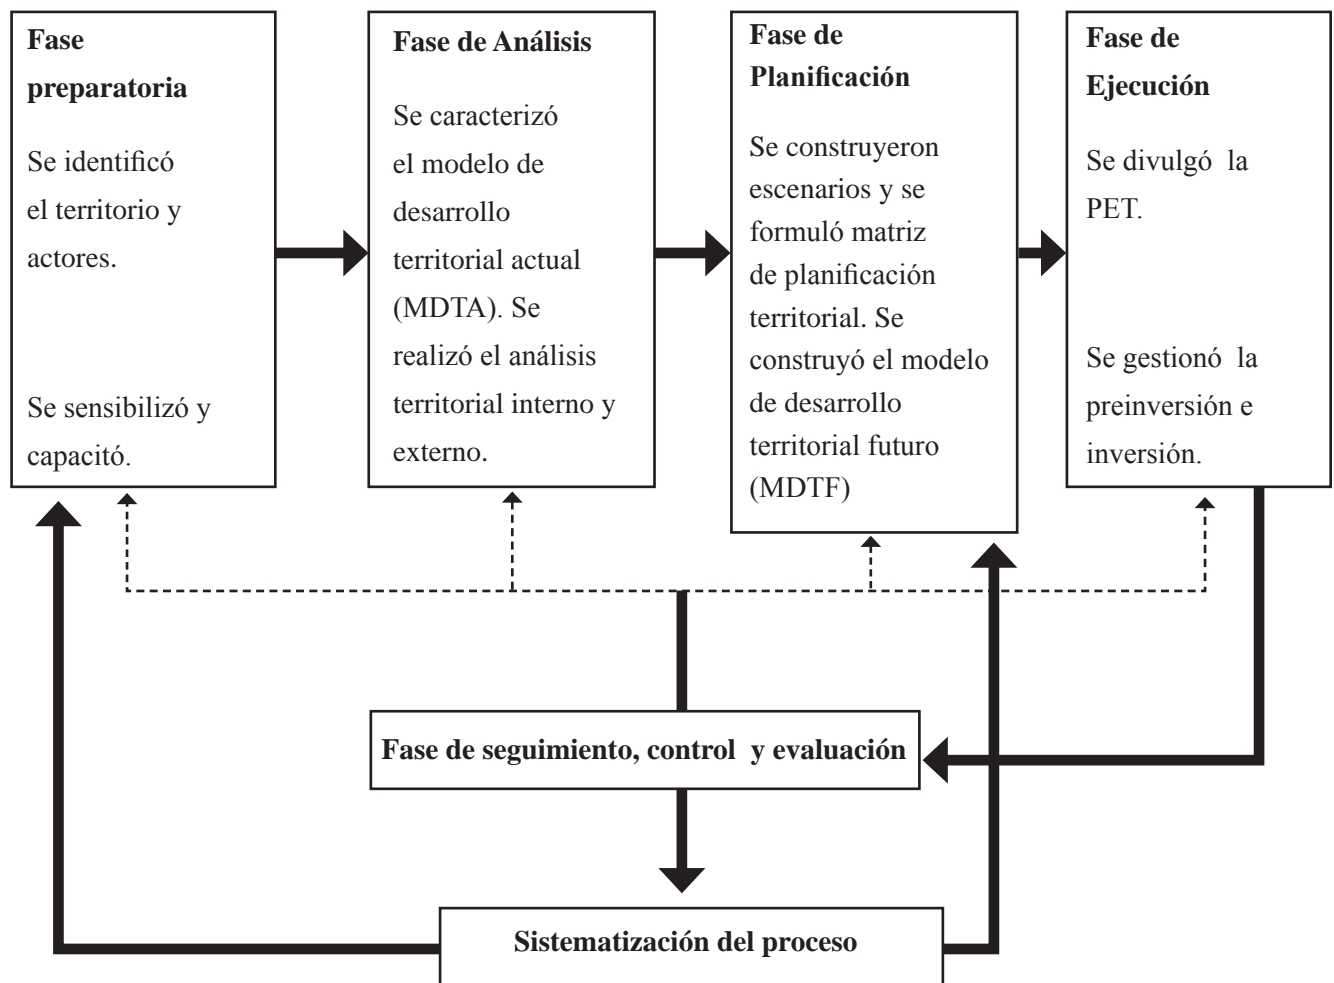 Fase
preparatoria
Se identificó
el territorio y
actores.
Se sensibilizó y
capacitó.
Fase de Análisis
Se caracterizó
el modelo de
desarrollo
territorial actual
(MDTA). Se
realizó el análisis
territorial interno y
externo.
Fase de
Planificación
Se construyeron
escenarios y se
formuló matriz
de planificación
territorial. Se
construyó el modelo
de desarrollo
territorial futuro
(MDTF)
Fase de
Ejecución
Se divulgó la
PET.
Se gestionó la
preinversión e
inversión.
Fase de seguimiento, control y evaluación
Sistematización del proceso